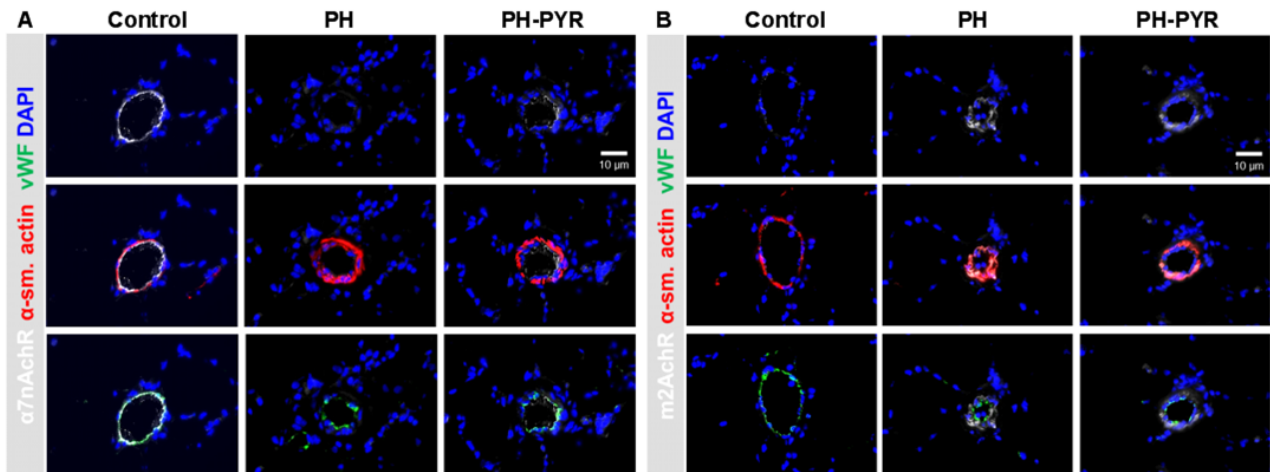 A Control PH PH-PYR
α7nAchR α-sm. actin vWF DAPI
10 µm
B Control PH PH-PYR
m2AchR α-sm. actin vWF DAPI
10 µm